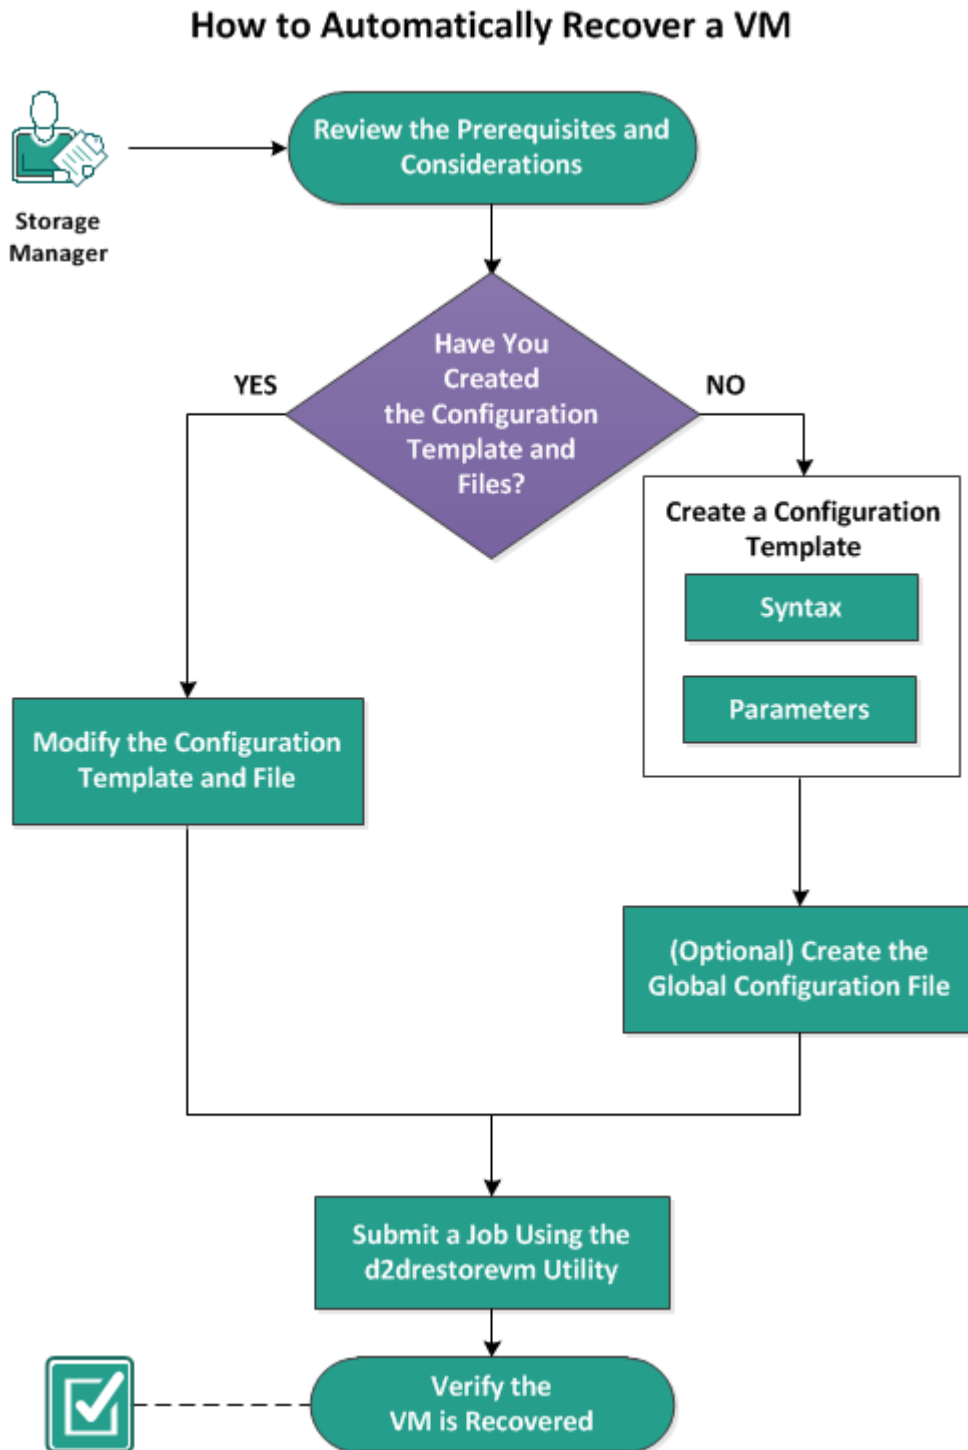 How to Automatically Recover a VM
Review the Prerequisites and
Considerations
Storage
Manager
Have You
Created
the Configuration
Template and
Files?
YES
NO
Create a Configuration
Template
Syntax
Parameters
Modify the Configuration
Template and File
(Optional) Create the
Global Configuration File
Submit a Job Using the
d2drestorevm Utility
Verify the
VM is Recovered